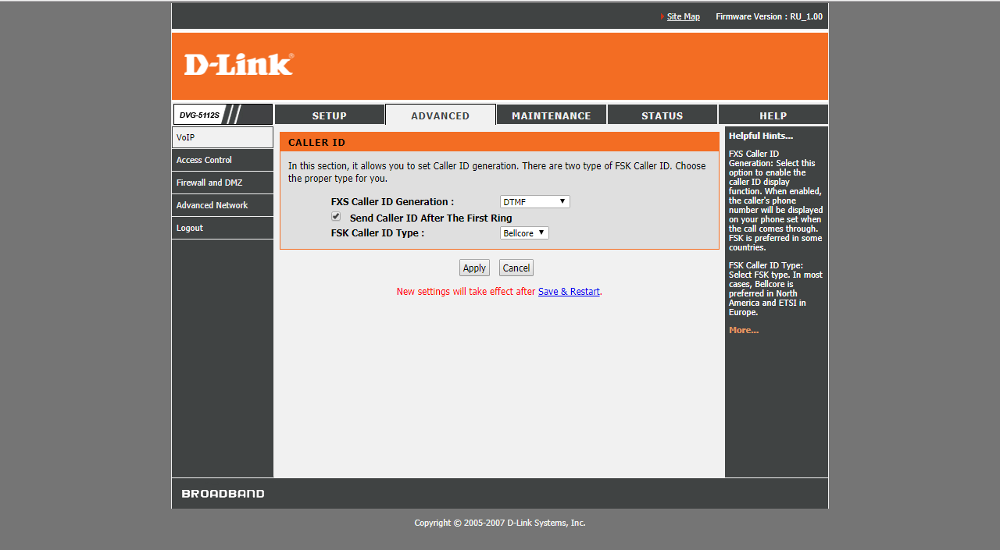 Site Map Firmware Version : RU_1.00
D-Link®
DVG-5112S SETUP ADVANCED MAINTENANCE STATUS HELP
VoIP
Access Control
Firewall and DMZ
Advanced Network
Logout
CALLER ID
In this section, it allows you to set Caller ID generation. There are two type of FSK Caller ID. Choose
the proper type for you.
FXS Caller ID Generation : DTMF
Send Caller ID After The First Ring
FSK Caller ID Type : Bellcore
Apply Cancel
New settings will take effect after Save & Restart.
Helpful Hints...
FXS Caller ID
Generation: Select this
option to enable the
caller ID display
function. When enabled,
the caller's phone
number will be displayed
on your phone set when
the call comes through.
FSK is preferred in some
countries.
FSK Caller ID Type:
Select FSK type. In most
cases, Bellcore is
preferred in North
America and ETSI in
Europe.
More...
BROADBAND
Copyright © 2005-2007 D-Link Systems, Inc.